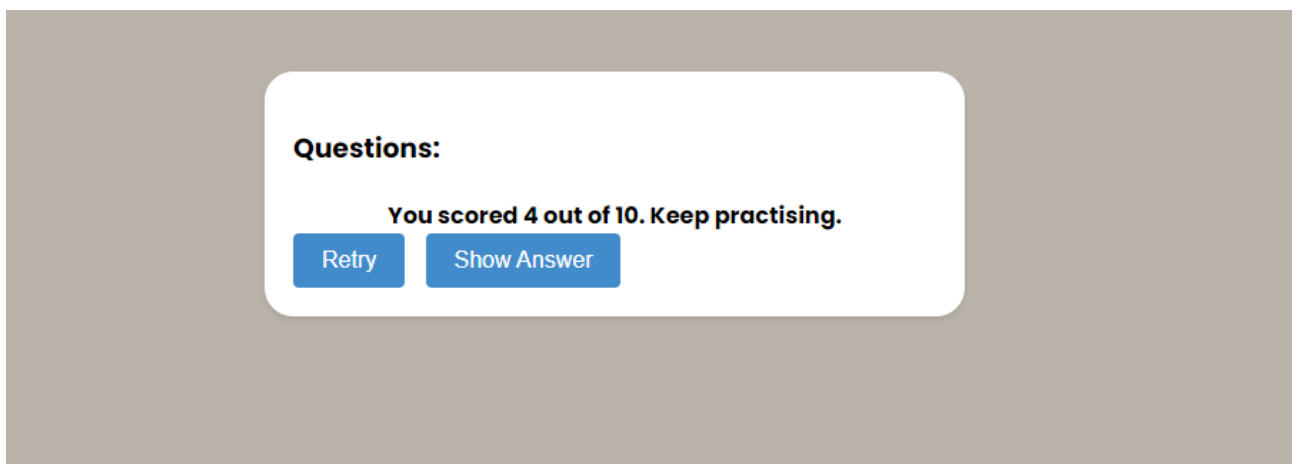 Questions:
You scored 4 out of 10. Keep practising.
Retry Show Answer